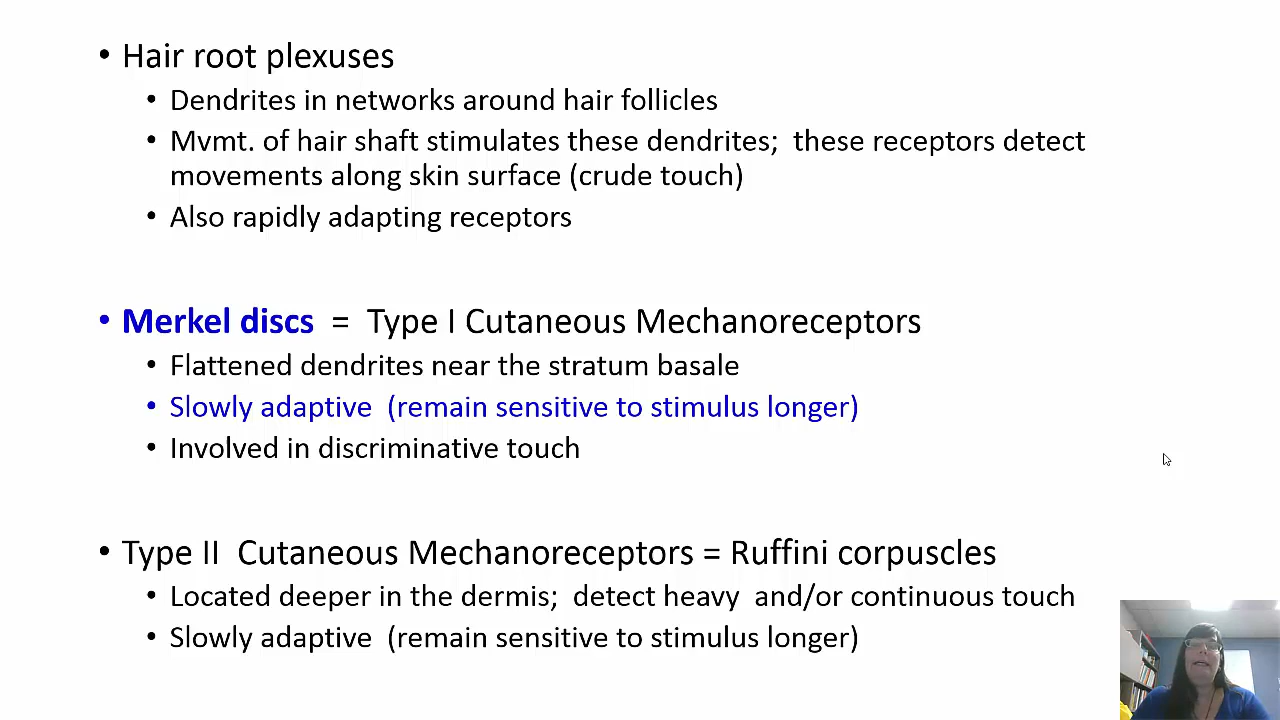 • Hair root plexuses
• Dendrites in networks around hair follicles
• Mvmt. of hair shaft stimulates these dendrites;  these receptors detect
movements along skin surface (crude touch)
• Also rapidly adapting receptors
• Merkel discs  =  Type I Cutaneous Mechanoreceptors
• Flattened dendrites near the stratum basale
• Slowly adaptive  (remain sensitive to stimulus longer)
• Involved in discriminative touch
• Type II  Cutaneous Mechanoreceptors = Ruffini corpuscles
• Located deeper in the dermis;  detect heavy  and/or continuous touch
• Slowly adaptive  (remain sensitive to stimulus longer)